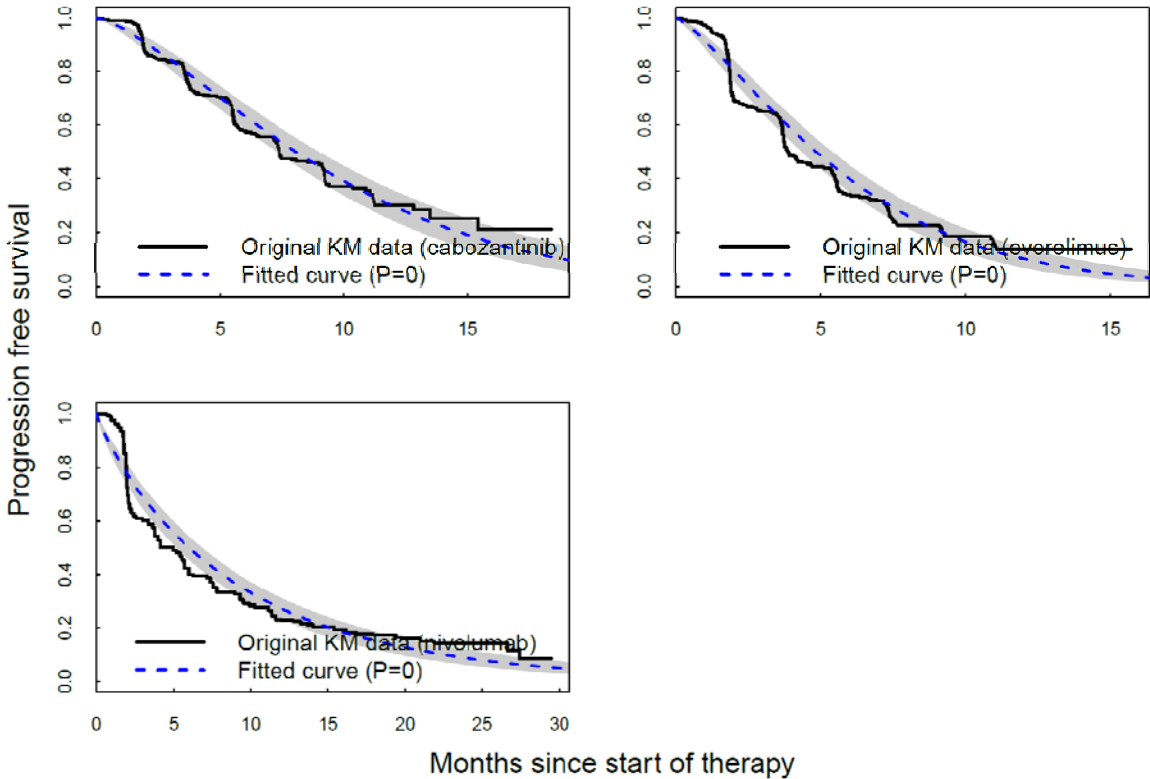 Progression free survival
1.0
0.8
0.6
0.4
0.2
0.0
Original KM data (cabozantinib)
Fitted curve (P=0)
0 5 10 15
1.0
0.8
0.6
0.4
0.2
0.0
Original KM data (everolimus)
Fitted curve (P=0)
0 5 10 15
1.0
0.8
0.6
0.4
0.2
0.0
Original KM data (nivolumab)
Fitted curve (P=0)
0 5 10 15 20 25 30
Months since start of therapy